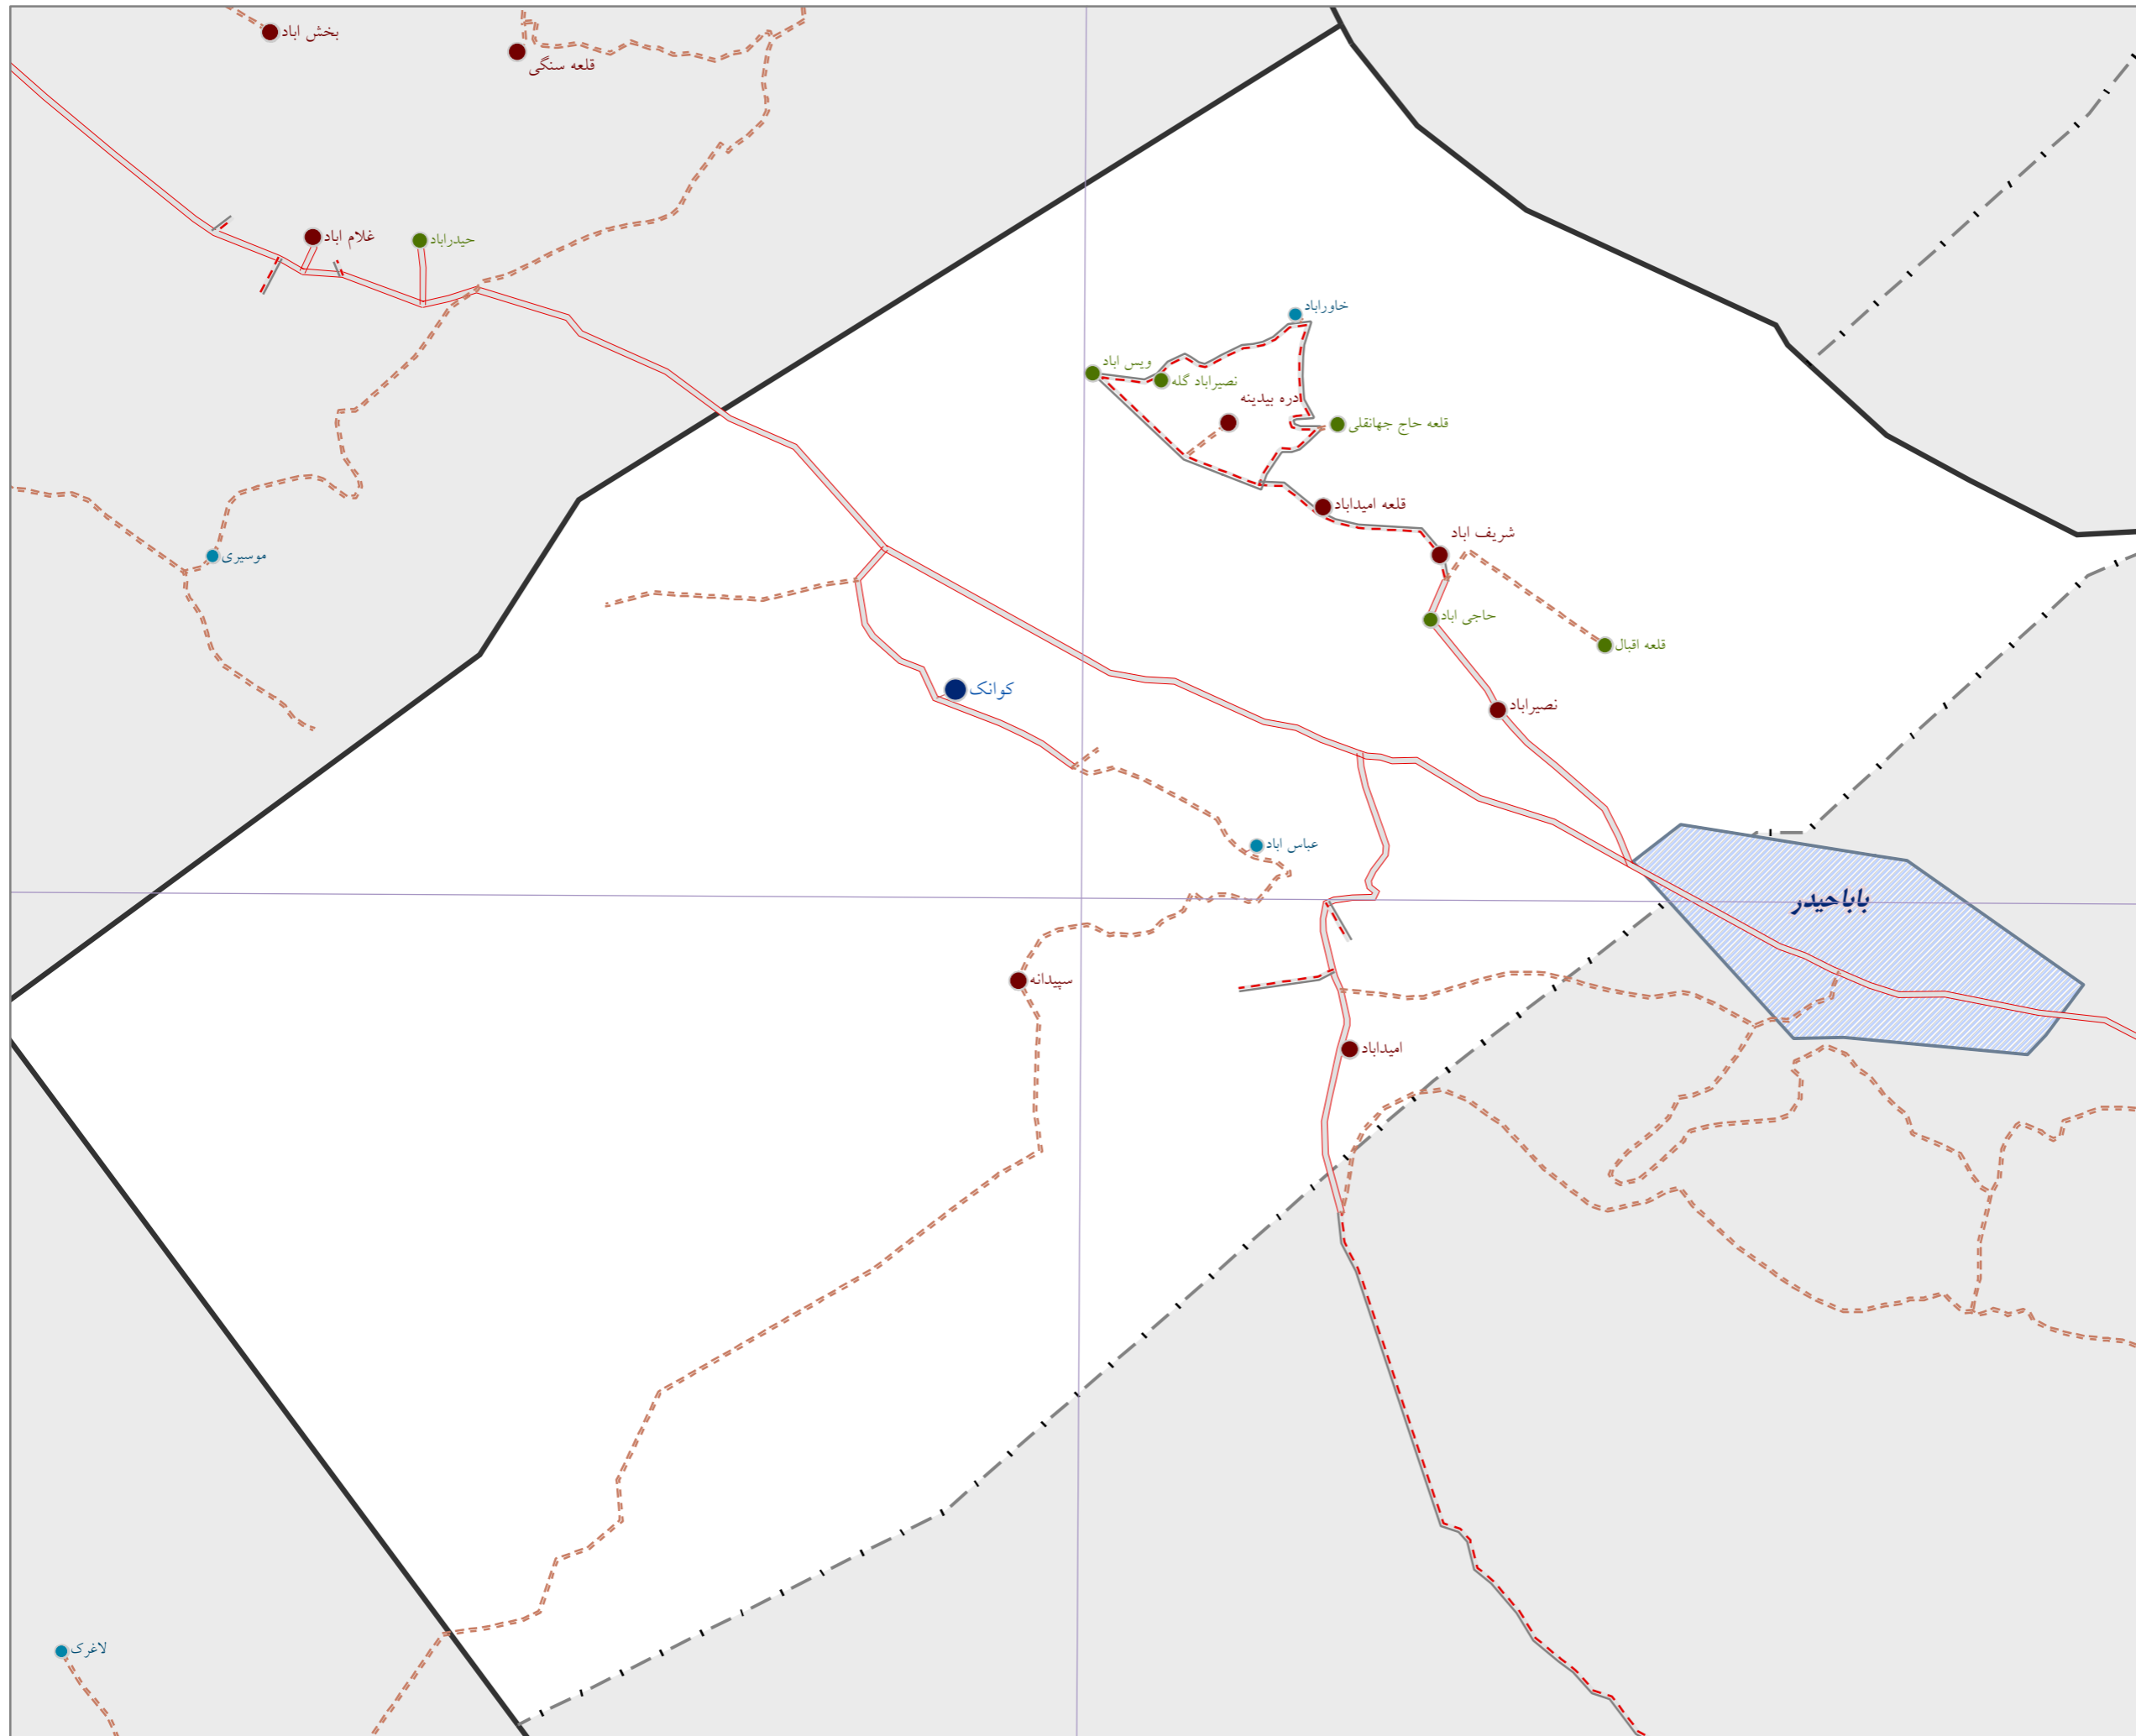 بخش اباد
قلعه سنگی
غلام اباد
حیدراباد
خاوراباد
ویس اباد
نصیراباد گله
دره بیدینه
قلعه حاج جهانقلی
قلعه امیداباد
شریف اباد
موسیری
حاجی اباد
قلعه اقبال
کوانک
نصیراباد
عباس اباد
باباحیدر
سپیدانه
امیداباد
لاغرک